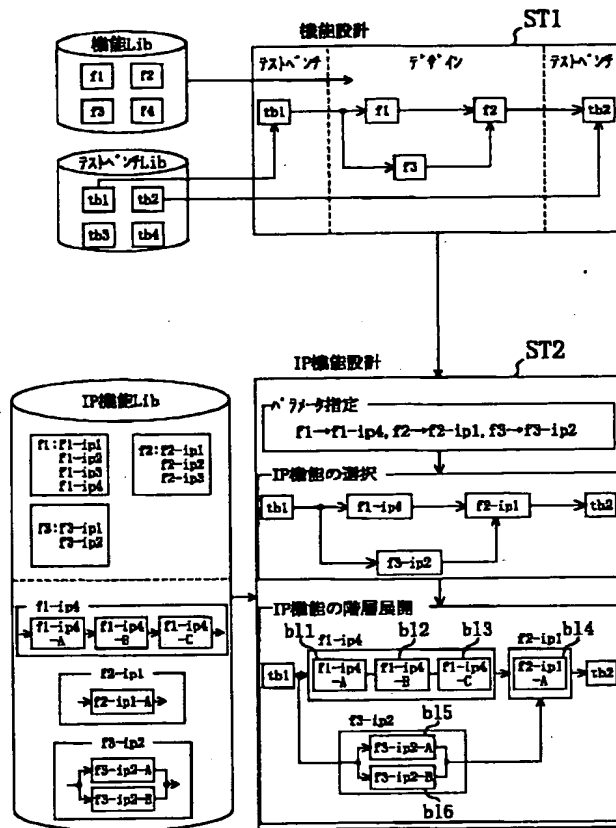 ST1
機能設計
機能Lib
f1
f2
f3
f4
テストベンチ
デザイン
テストベンチ
tb1
f1
f2
tb2
f3
テストベンチLib
tb1
tb2
tb3
tb4
ST2
IP機能設計
IP機能Lib
f1:f1-ip1
f1-ip2
f1-ip3
f1-ip4
f2:f2-ip1
f2-ip2
f2-ip3
f3:f3-ip1
f3-ip2
パラメータ指定
f1→f1-ip4, f2→f2-ip1, f3→f3-ip2
IP機能の選択
tb1
f1-ip4
f2-ip1
tb2
f3-ip2
f1-ip4
f1-ip4
-A
f1-ip4
-B
f1-ip4
-C
f2-ip1
f2-ip1-A
f3-ip2
f3-ip2-A
f3-ip2-B
IP機能の階層展開
bl1
f1-ip4
bl2
bl3
f2-ip1
bl4
tb1
f1-ip4
-A
f1-ip4
-B
f1-ip4
-C
f2-ip1
-A
tb2
f3-ip2
bl5
f3-ip2-A
f3-ip2-B
bl6